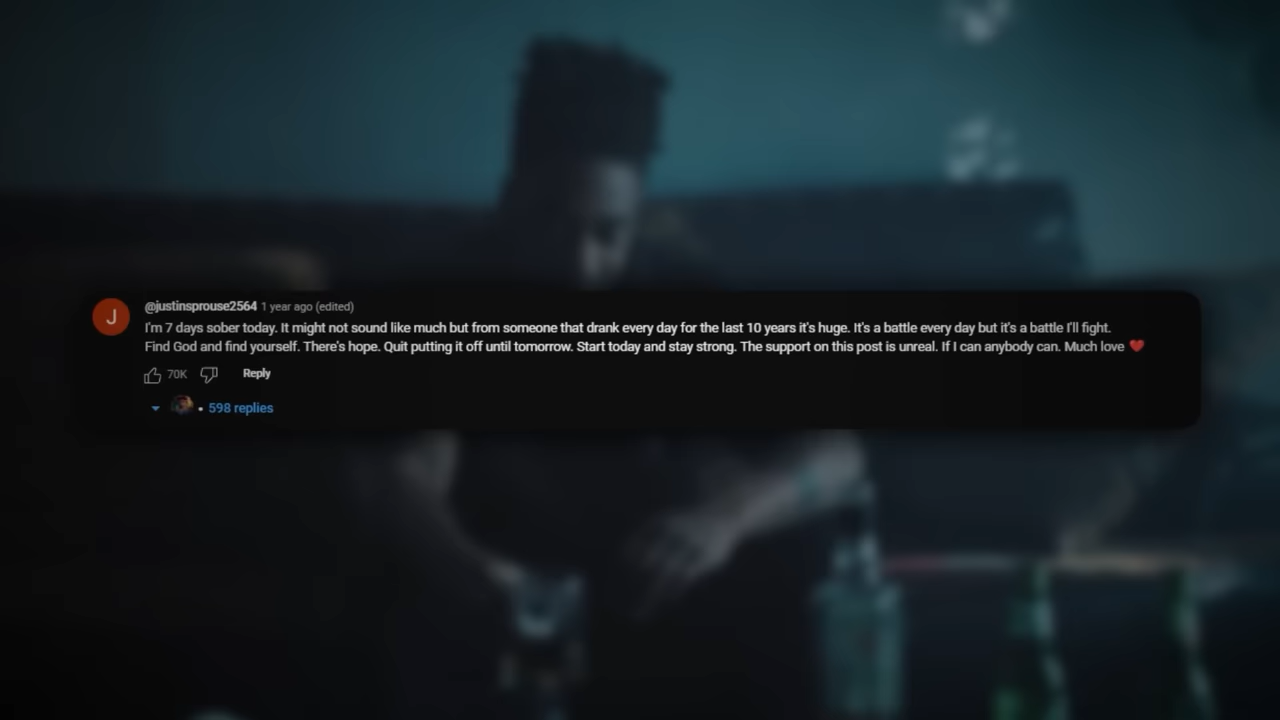 J
@justinsprouse2564 1 year ago (edited)
I'm 7 days sober today. It might not sound like much but from someone that drank every day for the last 10 years it's huge. It's a battle every day but it's a battle I'll fight.
Find God and find yourself. There's hope. Quit putting it off until tomorrow. Start today and stay strong. The support on this post is unreal. If I can anybody can. Much love ❤️
70K Reply
• 598 replies